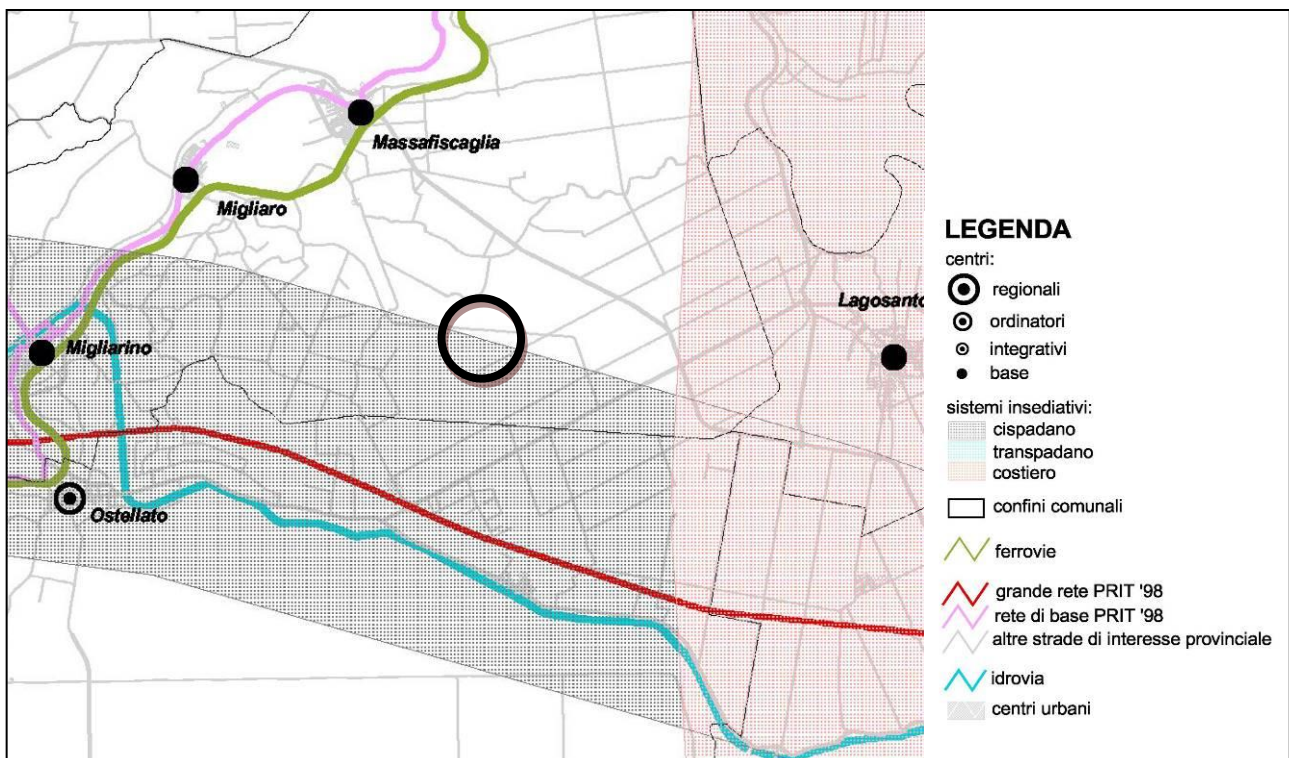 Massafiscaglia
Migliaro
Migliarino
Ostellato
Lagosanto
LEGENDA
centri:
regionali
ordinatori
integrativi
base
sistemi insediativi:
cispadano
transpadano
costiero
confini comunali
ferrovie
grande rete PRIT '98
rete di base PRIT '98
altre strade di interesse provinciale
idrovia
centri urbani